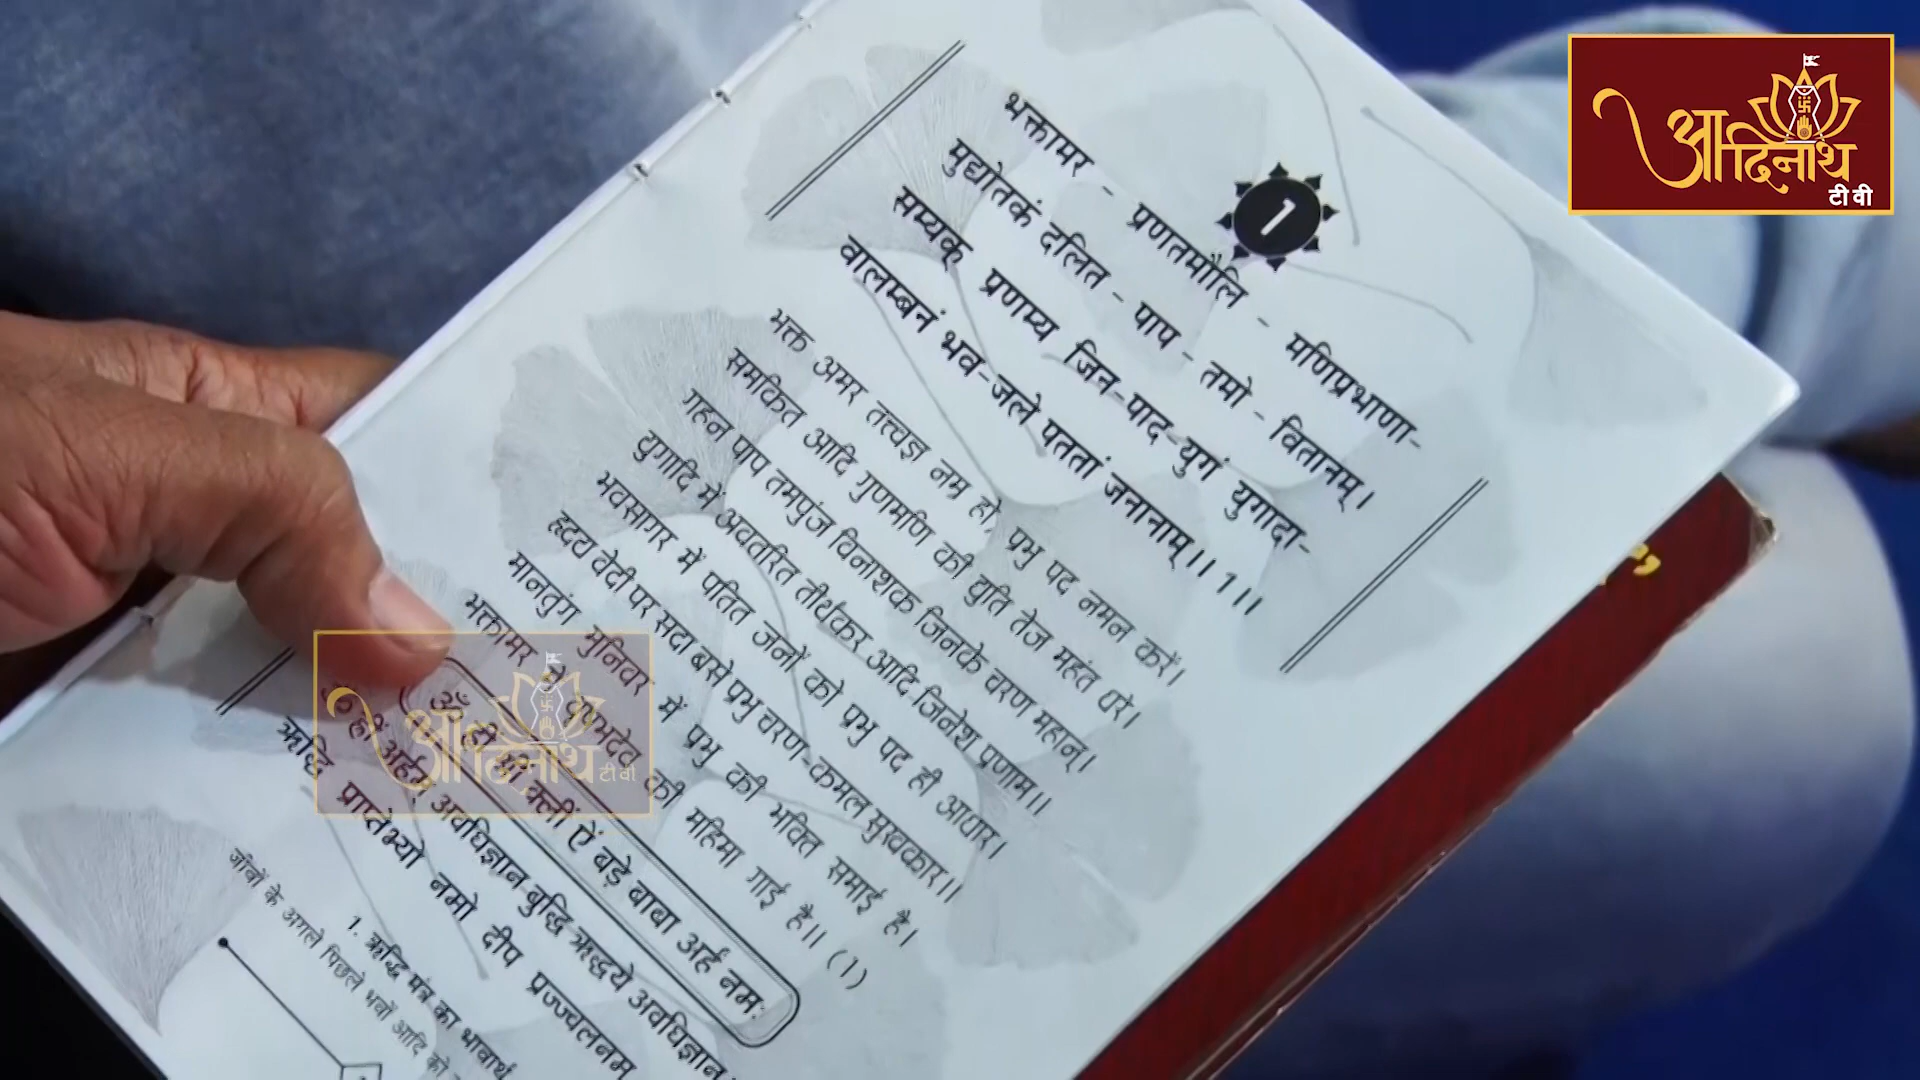 आदिनाथ
टी वी
1
भक्तामर - प्रणतमौलि - मणिप्रभाणा-
मुद्योतकं दलित - पाप - तमो - वितानम्।
सम्यक् प्रणम्य जिन-पाद-युगं युगादा-
वालम्बनं भव-जले पततां जनानाम्।।1।।
भक्त अमर तत्त्वज्ञ नम्र हो, प्रभु पद नमन करें।
समकित आदि गुणमणि की द्युति तेज महंत धरे।
गहन पाप तमपुंज विनाशक जिनके चरण महान्।
युगादि में अवतरित तीर्थंकर आदि जिनेश प्रणाम।।
भवसागर में पतित जनों को प्रभु पद ही आधार।
हृदय वेदी पर सदा बसे प्रभु चरण-कमल सुखकार।।
मानतुंग मुनिवर में प्रभु की भक्ति समाई है।
भक्तामर में वृषभदेव की महिमा गाई है।। (1)
ॐ ह्रीं श्रीं क्लीं ऐं बड़े बाबा अर्हं नमः
ॐ ह्रीं अर्हम् अवधिज्ञान-बुद्धि ऋद्धये अवधिज्ञान
ऋद्धि प्राप्तेभ्यो नमो दीप प्रज्ज्वलनम
1. ऋद्धि मंत्र का भावार्थ
जीवों के अगले पिछले भवों आदि को
आदिनाथ टी वी